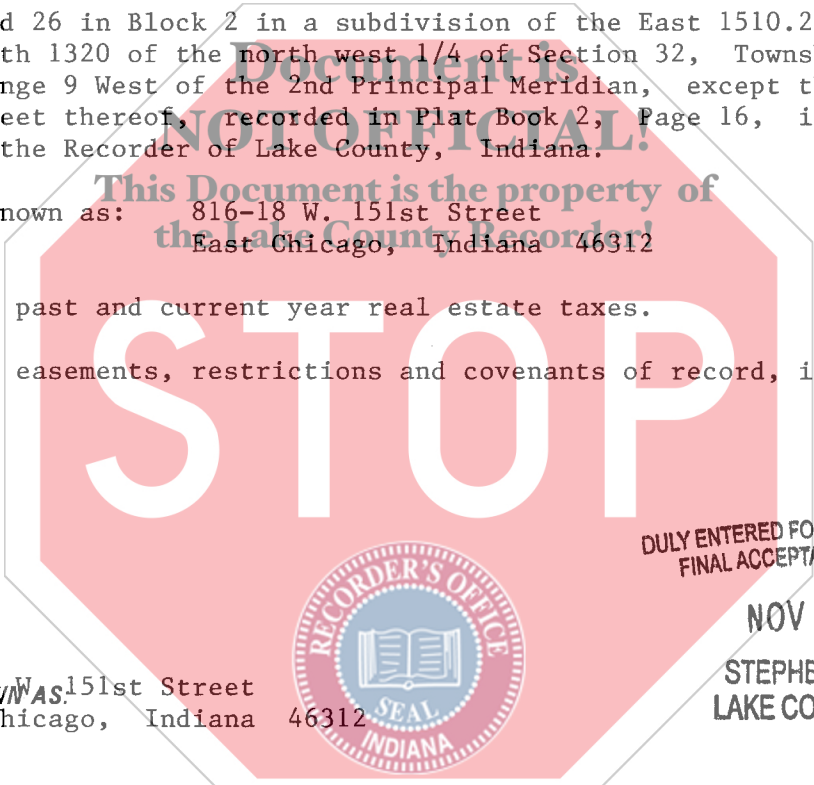 d 26 in Block 2 in a subdivision of the East 1510.2
th 1320 of the north west 1/4 of Section 32, Towns
Document is
nge 9 West of the 2nd Principal Meridian, except t
eet thereof, recorded in Plat Book 2, Page 16, i
NOT OFFICIAL!
the Recorder of Lake County, Indiana.
This Document is the property of
nown as: 816-18 W. 151st Street
the Lake County Recorder!
East Chicago, Indiana 46312
past and current year real estate taxes.
easements, restrictions and covenants of record, i
STOP
DULY ENTERED FO
FINAL ACCEPTA
NOV
STEPHE
LAKE CO
RECORDER'S OFFICE
SEAL
INDIANA
WN AS: W. 151st Street
hicago, Indiana 46312